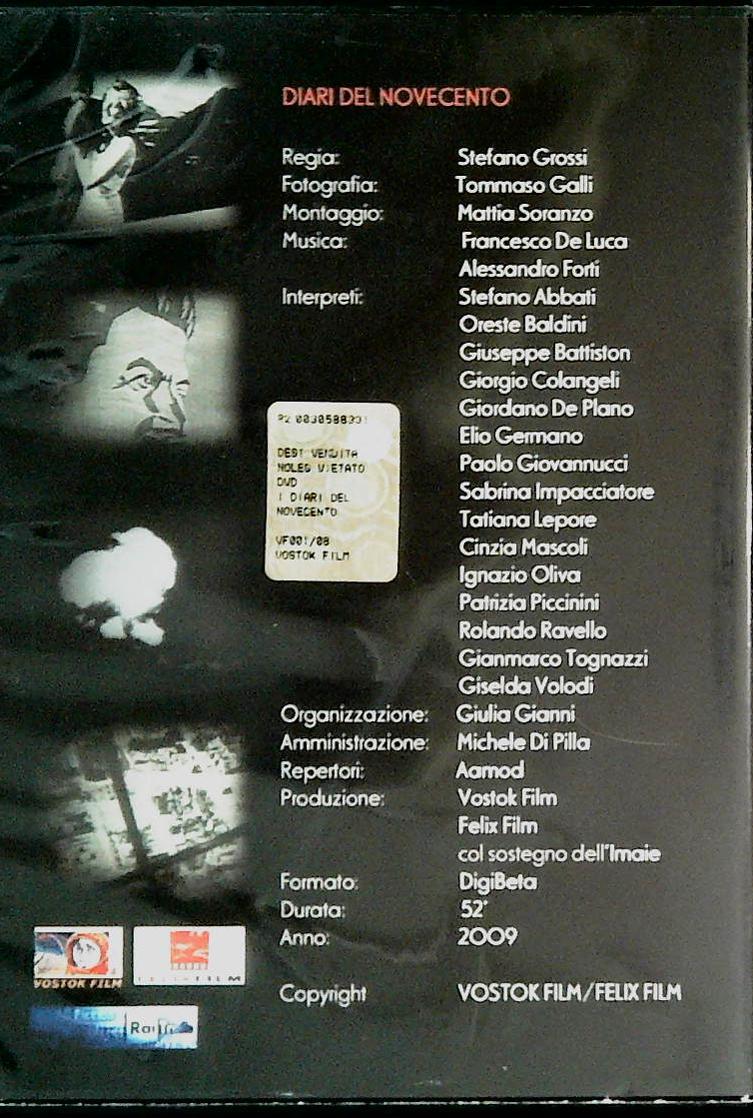 DIARI DEL NOVECENTO
Regia: Stefano Grossi
Fotografia: Tommaso Galli
Montaggio: Mattia Soranzo
Musica: Francesco De Luca
Alessandro Forti
Interpreti: Stefano Abbati
Oreste Baldini
Giuseppe Battiston
Giorgio Colangeli
Giordano De Plano
Elio Germano
Paolo Giovannucci
Sabrina Impacciatore
Tatiana Lepore
Cinzia Mascoli
Ignazio Oliva
Patrizia Piccinini
Rolando Ravello
Gianmarco Tognazzi
Giselda Volodi
Organizzazione: Giulia Gianni
Amministrazione: Michele Di Pilla
Repertori: Aamod
Produzione: Vostok Film
Felix Film
col sostegno dell'Imaie
Formato: DigiBeta
Durata: 52'
Anno: 2009
Copyright VOSTOK FILM/FELIX FILM
DEST VENDITA
NOLEG VIETATO
DVD
I DIARI DEL
NOVECENTO
VF001/08
VOSTOK FILM
VOSTOK FILM
FILM